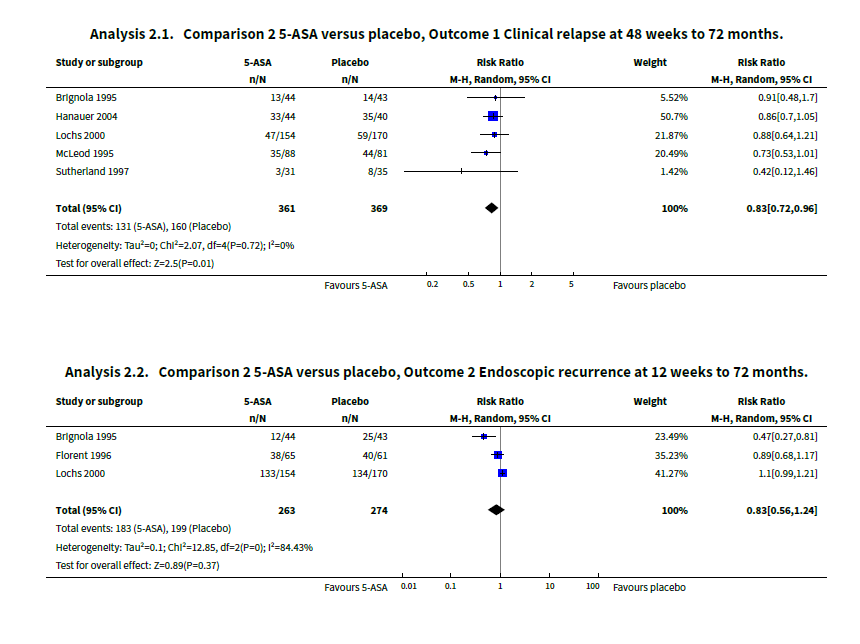 Analysis 2.1. Comparison 2 5-ASA versus placebo, Outcome 1 Clinical relapse at 48 weeks to 72 months.
Study or subgroup 5-ASA Placebo Risk Ratio Weight Risk Ratio
n/N n/N M-H, Random, 95% CI M-H, Random, 95% CI
Brignola 1995 13/44 14/43 5.52% 0.91[0.48,1.7]
Hanauer 2004 33/44 35/40 50.7% 0.86[0.7,1.05]
Lochs 2000 47/154 59/170 21.87% 0.88[0.64,1.21]
McLeod 1995 35/88 44/81 20.49% 0.73[0.53,1.01]
Sutherland 1997 3/31 8/35 1.42% 0.42[0.12,1.46]
Total (95% CI) 361 369 100% 0.83[0.72,0.96]
Total events: 131 (5-ASA), 160 (Placebo)
Heterogeneity: Tau²=0; Chi²=2.07, df=4(P=0.72); I²=0%
Test for overall effect: Z=2.5(P=0.01)
Favours 5-ASA 0.2 0.5 1 2 5 Favours placebo
Analysis 2.2. Comparison 2 5-ASA versus placebo, Outcome 2 Endoscopic recurrence at 12 weeks to 72 months.
Study or subgroup 5-ASA Placebo Risk Ratio Weight Risk Ratio
n/N n/N M-H, Random, 95% CI M-H, Random, 95% CI
Brignola 1995 12/44 25/43 23.49% 0.47[0.27,0.81]
Florent 1996 38/65 40/61 35.23% 0.89[0.68,1.17]
Lochs 2000 133/154 134/170 41.27% 1.1[0.99,1.21]
Total (95% CI) 263 274 100% 0.83[0.56,1.24]
Total events: 183 (5-ASA), 199 (Placebo)
Heterogeneity: Tau²=0.1; Chi²=12.85, df=2(P=0); I²=84.43%
Test for overall effect: Z=0.89(P=0.37)
Favours 5-ASA 0.01 0.1 1 10 100 Favours placebo